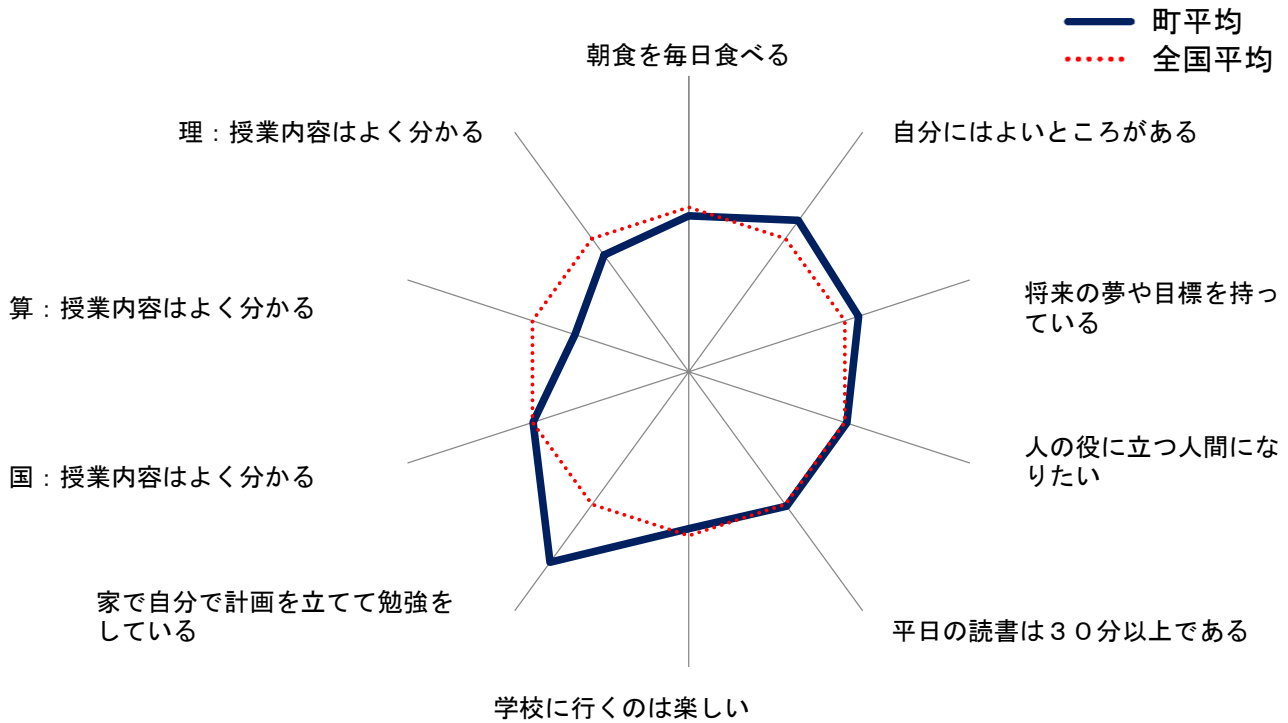 町平均
全国平均
朝食を毎日食べる
自分にはよいところがある
将来の夢や目標を持っ
ている
人の役に立つ人間にな
りたい
平日の読書は３０分以上である
学校に行くのは楽しい
家で自分で計画を立てて勉強を
している
国：授業内容はよく分かる
算：授業内容はよく分かる
理：授業内容はよく分かる